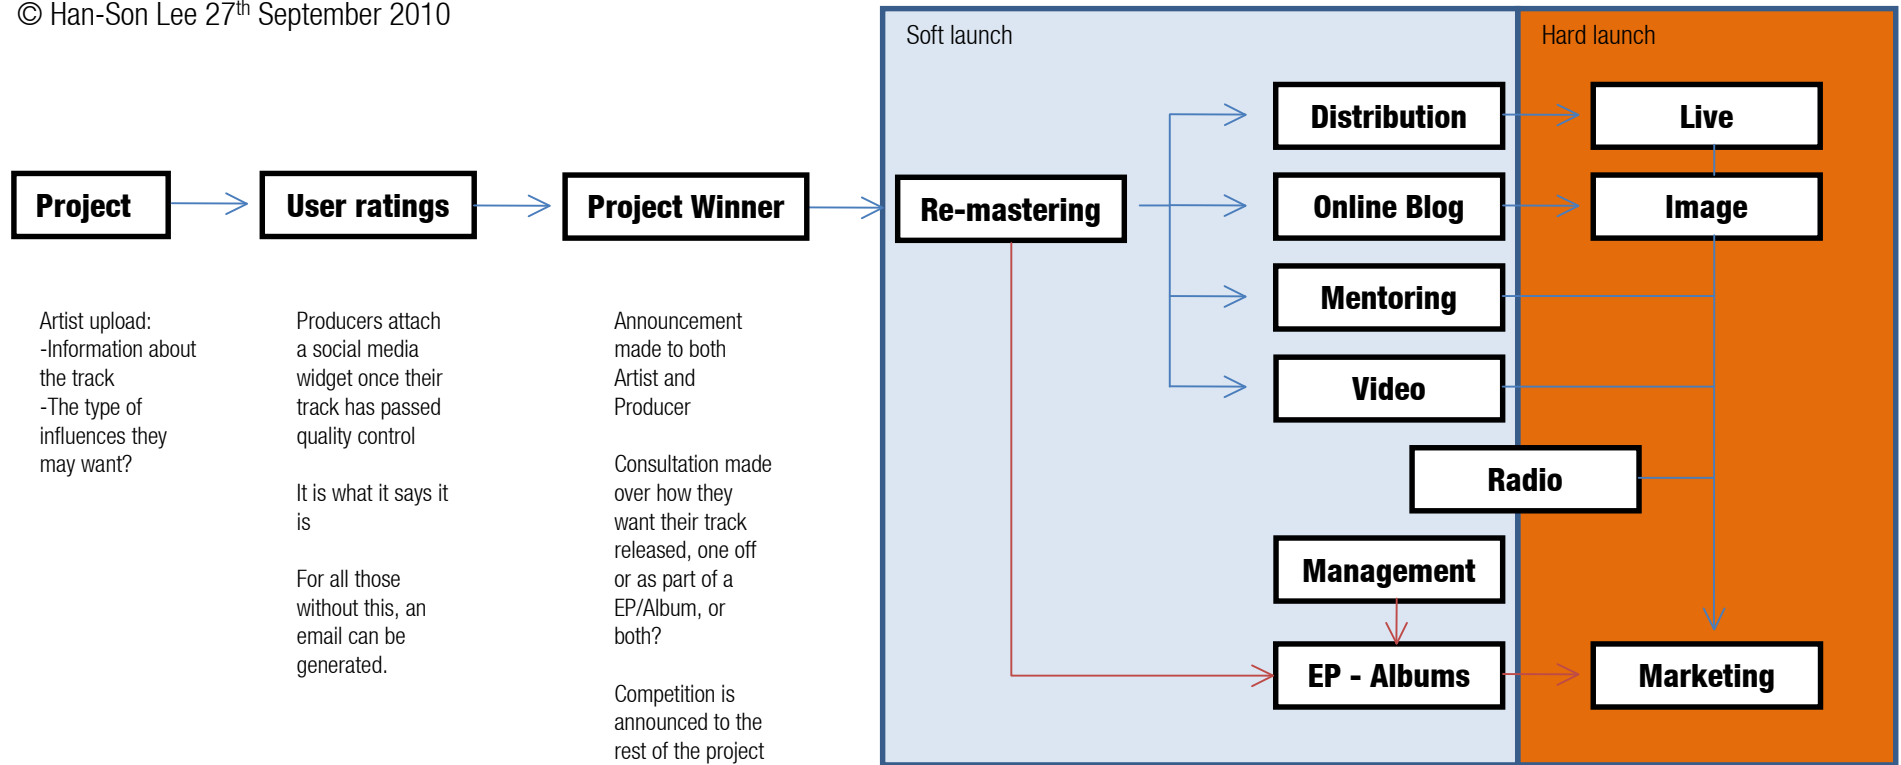 © Han-Son Lee 27th September 2010
Soft launch
Hard launch
Distribution
Live
Project
User ratings
Project Winner
Re-mastering
Online Blog
Image
Mentoring
Video
Radio
Management
EP - Albums
Marketing
Artist upload:
-Information about
the track
-The type of
influences they
may want?
Producers attach
a social media
widget once their
track has passed
quality control
It is what it says it
is
For all those
without this, an
email can be
generated.
Announcement
made to both
Artist and
Producer
Consultation made
over how they
want their track
released, one off
or as part of a
EP/Album, or
both?
Competition is
announced to the
rest of the project